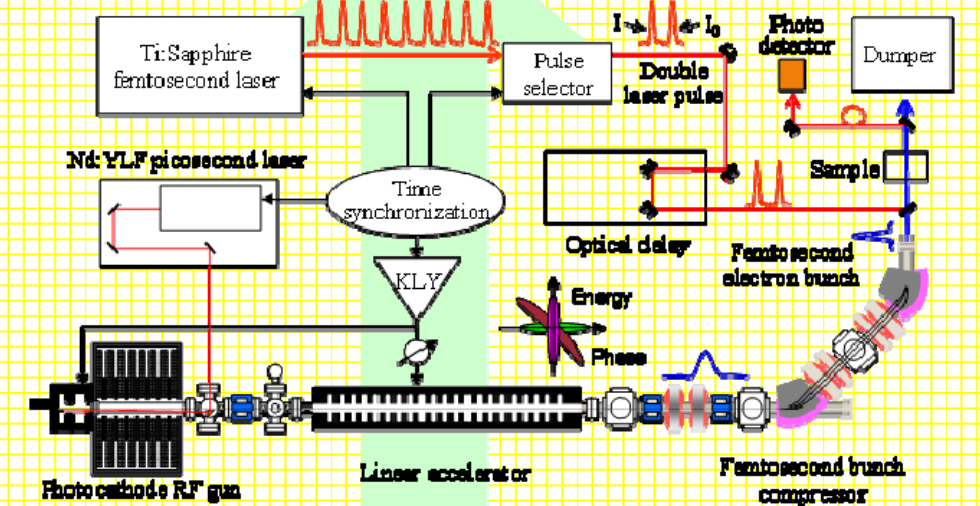 Ti:Sapphire
femtosecond laser
Pulse
selector
I
I₀
Double
laser pulse
Photo
detector
Dumper
Nd:YLF picosecond laser
Time
synchronization
Sample
Optical delay
Femtosecond
electron bunch
KLY
Energy
Phase
Linear accelerator
Photocathode RF gun
Femtosecond bunch
compressor